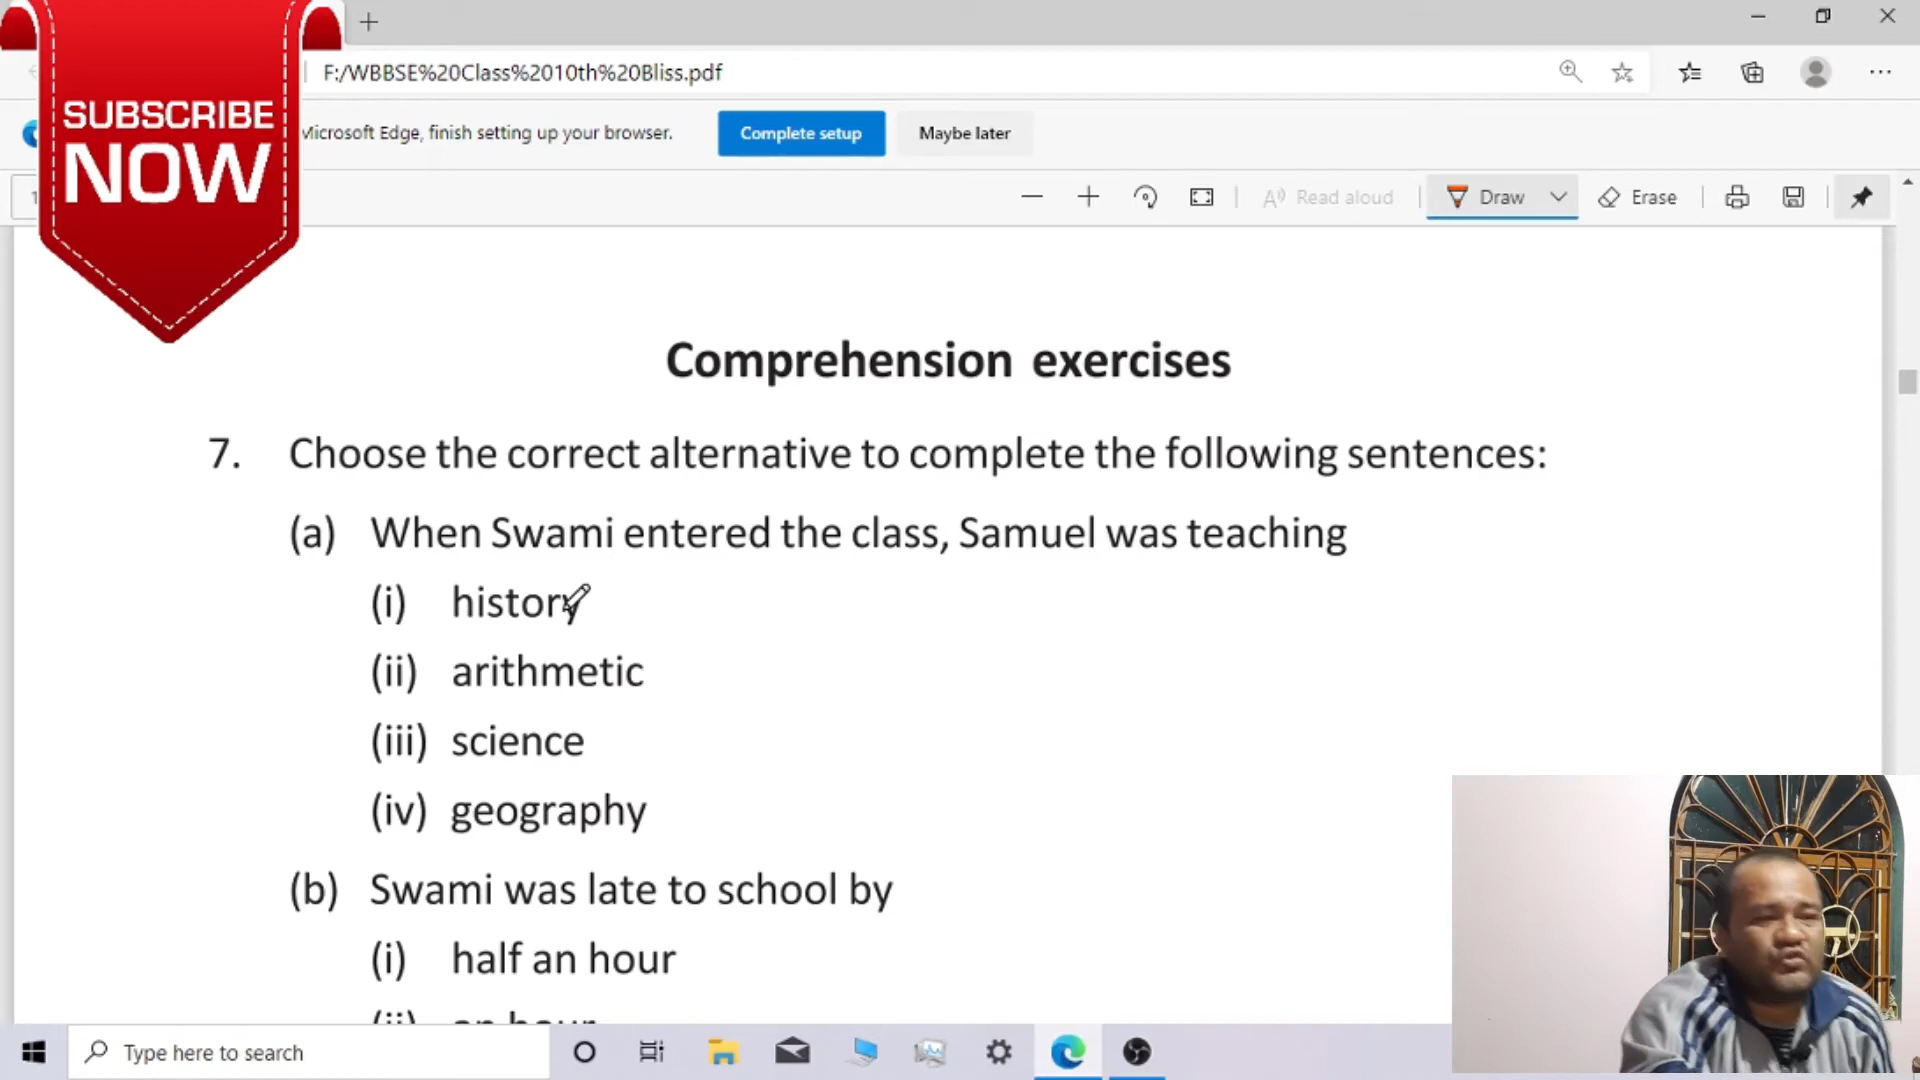 F:/WBBSE%20Class%2010th%20Bliss.pdf
SUBSCRIBE
NOW
Microsoft Edge, finish setting up your browser.
Complete setup
Maybe later
Read aloud
Draw
Erase
Comprehension exercises
7. Choose the correct alternative to complete the following sentences:
(a) When Swami entered the class, Samuel was teaching
(i) history
(ii) arithmetic
(iii) science
(iv) geography
(b) Swami was late to school by
(i) half an hour
(ii) an hour
Type here to search